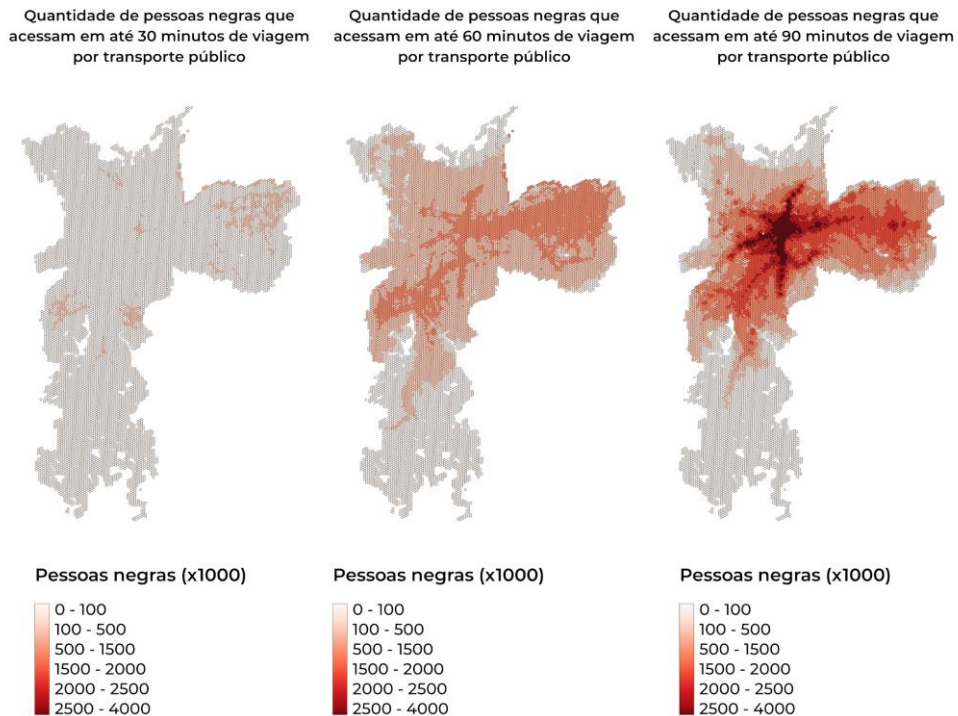 Quantidade de pessoas negras que
acessam em até 30 minutos de viagem
por transporte público
Quantidade de pessoas negras que
acessam em até 60 minutos de viagem
por transporte público
Quantidade de pessoas negras que
acessam em até 90 minutos de viagem
por transporte público
Pessoas negras (x1000)
0 - 100
100 - 500
500 - 1500
1500 - 2000
2000 - 2500
2500 - 4000
Pessoas negras (x1000)
0 - 100
100 - 500
500 - 1500
1500 - 2000
2000 - 2500
2500 - 4000
Pessoas negras (x1000)
0 - 100
100 - 500
500 - 1500
1500 - 2000
2000 - 2500
2500 - 4000